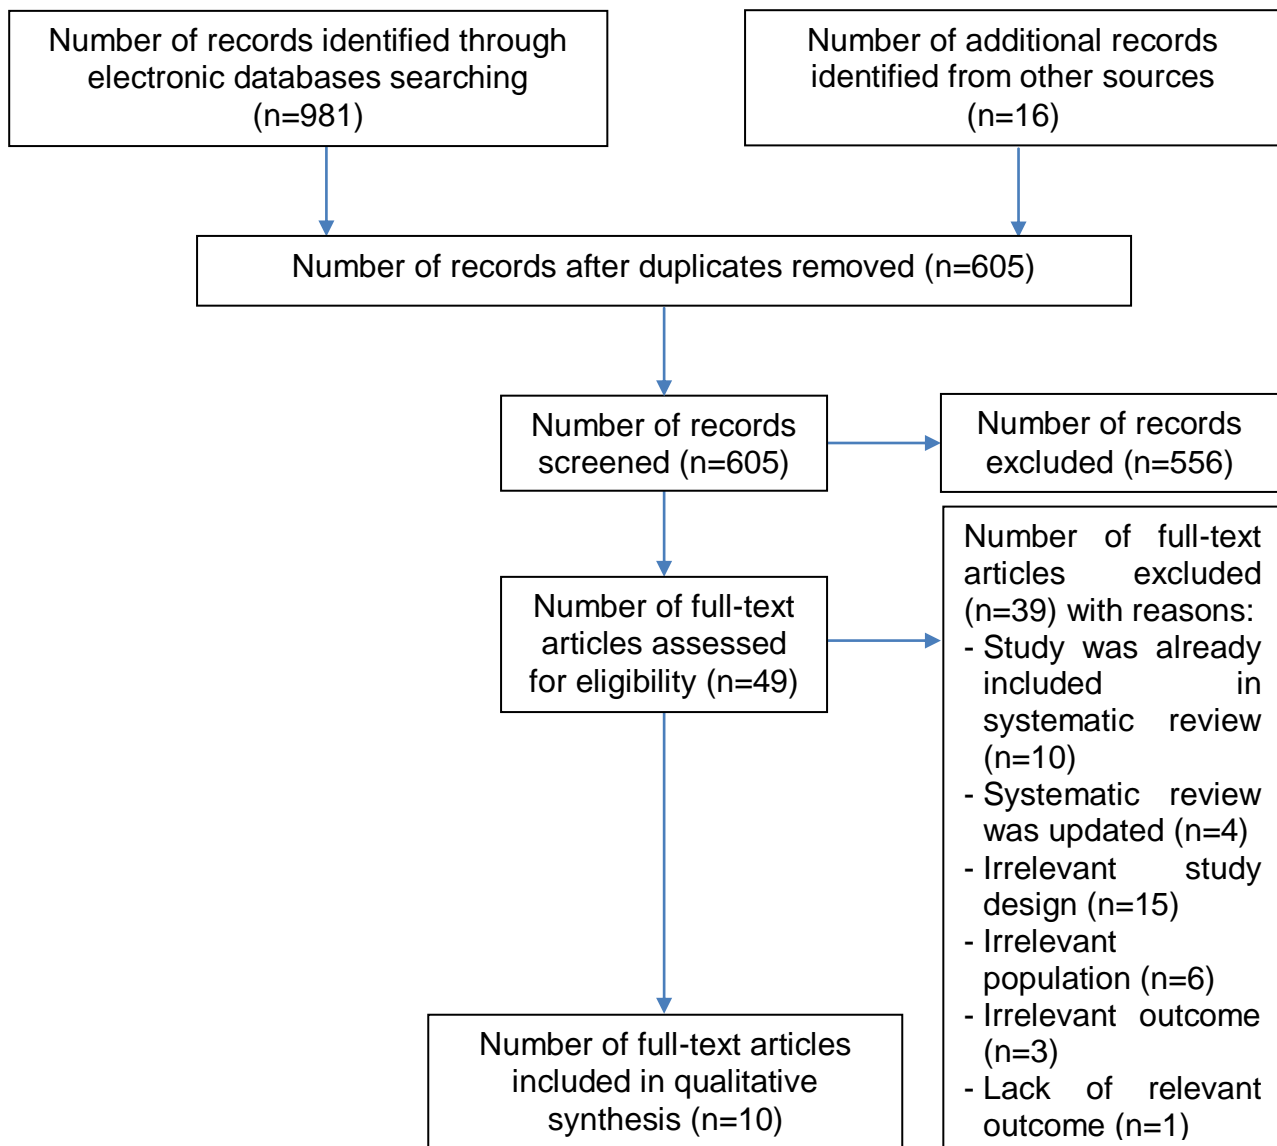 Number of records identified through
electronic databases searching
(n=981)
Number of additional records
identified from other sources
(n=16)
Number of records after duplicates removed (n=605)
Number of records
screened (n=605)
Number of records
excluded (n=556)
Number of full-text
articles assessed
for eligibility (n=49)
Number of full-text
articles excluded
(n=39) with reasons:
- Study was already
included in
systematic review
(n=10)
- Systematic review
was updated (n=4)
- Irrelevant study
design (n=15)
- Irrelevant
population (n=6)
- Irrelevant outcome
(n=3)
- Lack of relevant
outcome (n=1)
Number of full-text articles
included in qualitative
synthesis (n=10)